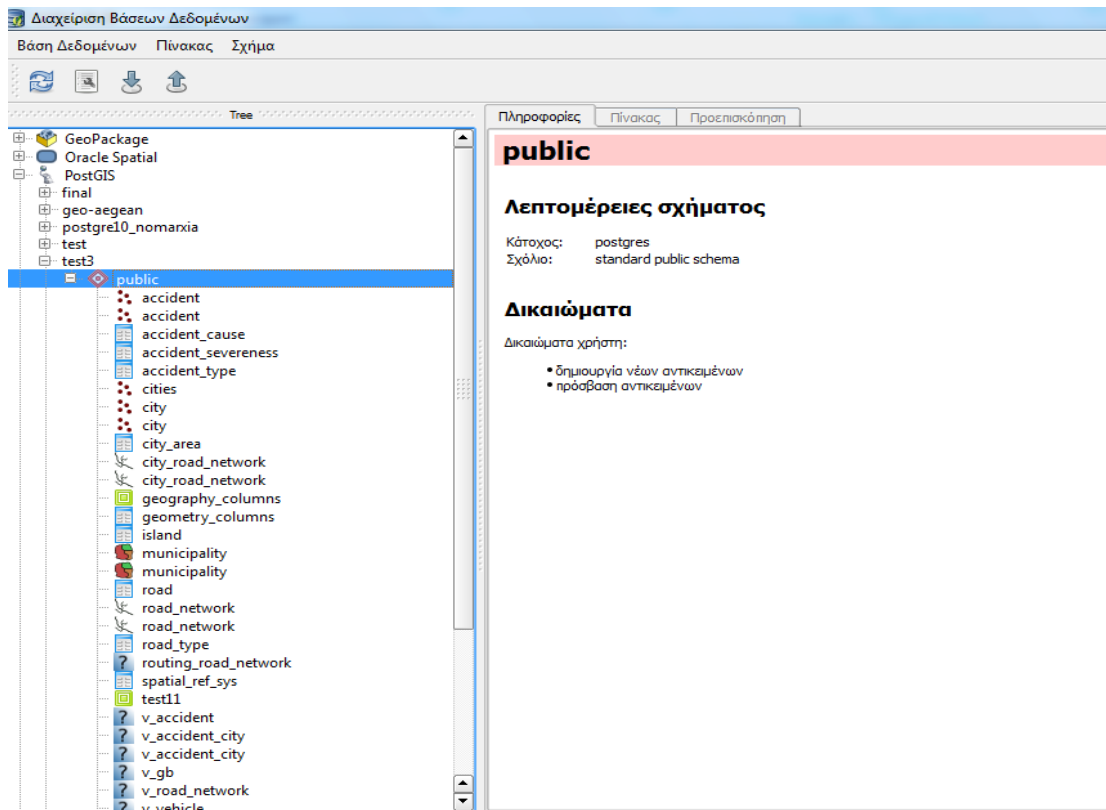 Διαχείριση Βάσεων Δεδομένων
Βάση Δεδομένων Πίνακας Σχήμα
Tree
GeoPackage
Oracle Spatial
PostGIS
final
geo-aegean
postgre10_nomarxia
test
test3
public
accident
accident
accident_cause
accident_severeness
accident_type
cities
city
city
city_area
city_road_network
city_road_network
geography_columns
geometry_columns
island
municipality
municipality
road
road_network
road_network
road_type
routing_road_network
spatial_ref_sys
test11
v_accident
v_accident_city
v_accident_city
v_gb
v_road_network
v_vehicle
Πληροφορίες Πίνακας Προεπισκόπηση
public
Λεπτομέρειες σχήματος
Κάτοχος: postgres
Σχόλιο: standard public schema
Δικαιώματα
Δικαιώματα χρήστη:
• δημιουργία νέων αντικειμένων
• πρόσβαση αντικειμένων